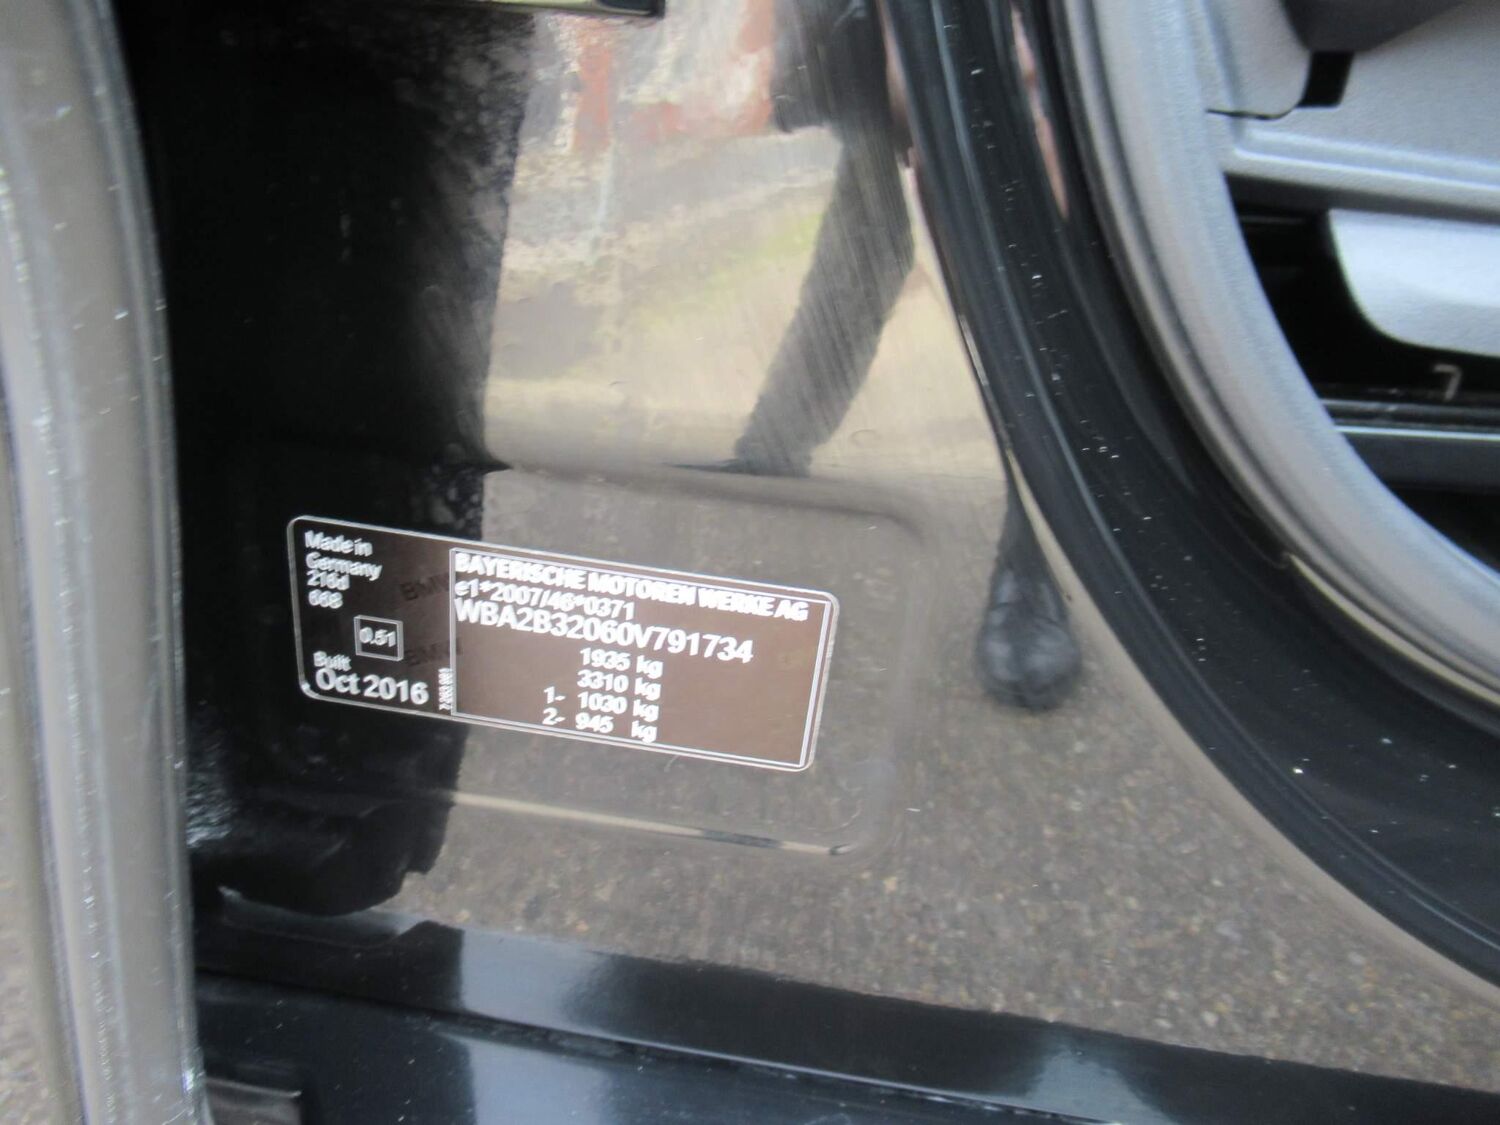 Made in
Germany
216d
668
0.51
Built
Oct 2016
BAYERISCHE MOTOREN WERKE AG
e1*2007/46*0371
WBA2B32060V791734
1935 kg
3310 kg
1- 1030 kg
2- 945 kg
7